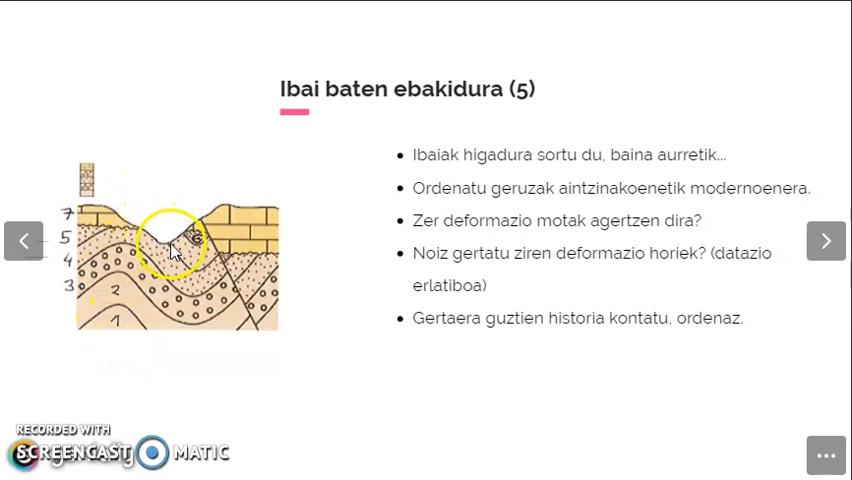 Ibai baten ebakidura (5)
Ibaiak higadura sortu du, baina aurretik...
Ordenatu geruzak aintzinakoenetik modernoenera.
Zer deformazio motak agertzen dira?
Noiz gertatu ziren deformazio horiek? (datazio
erlatiboa)
Gertaera guztien historia kontatu, ordenaz.
7
5
6
4
3
2
1
RECORDED WITH
SCREENCAST MATIC